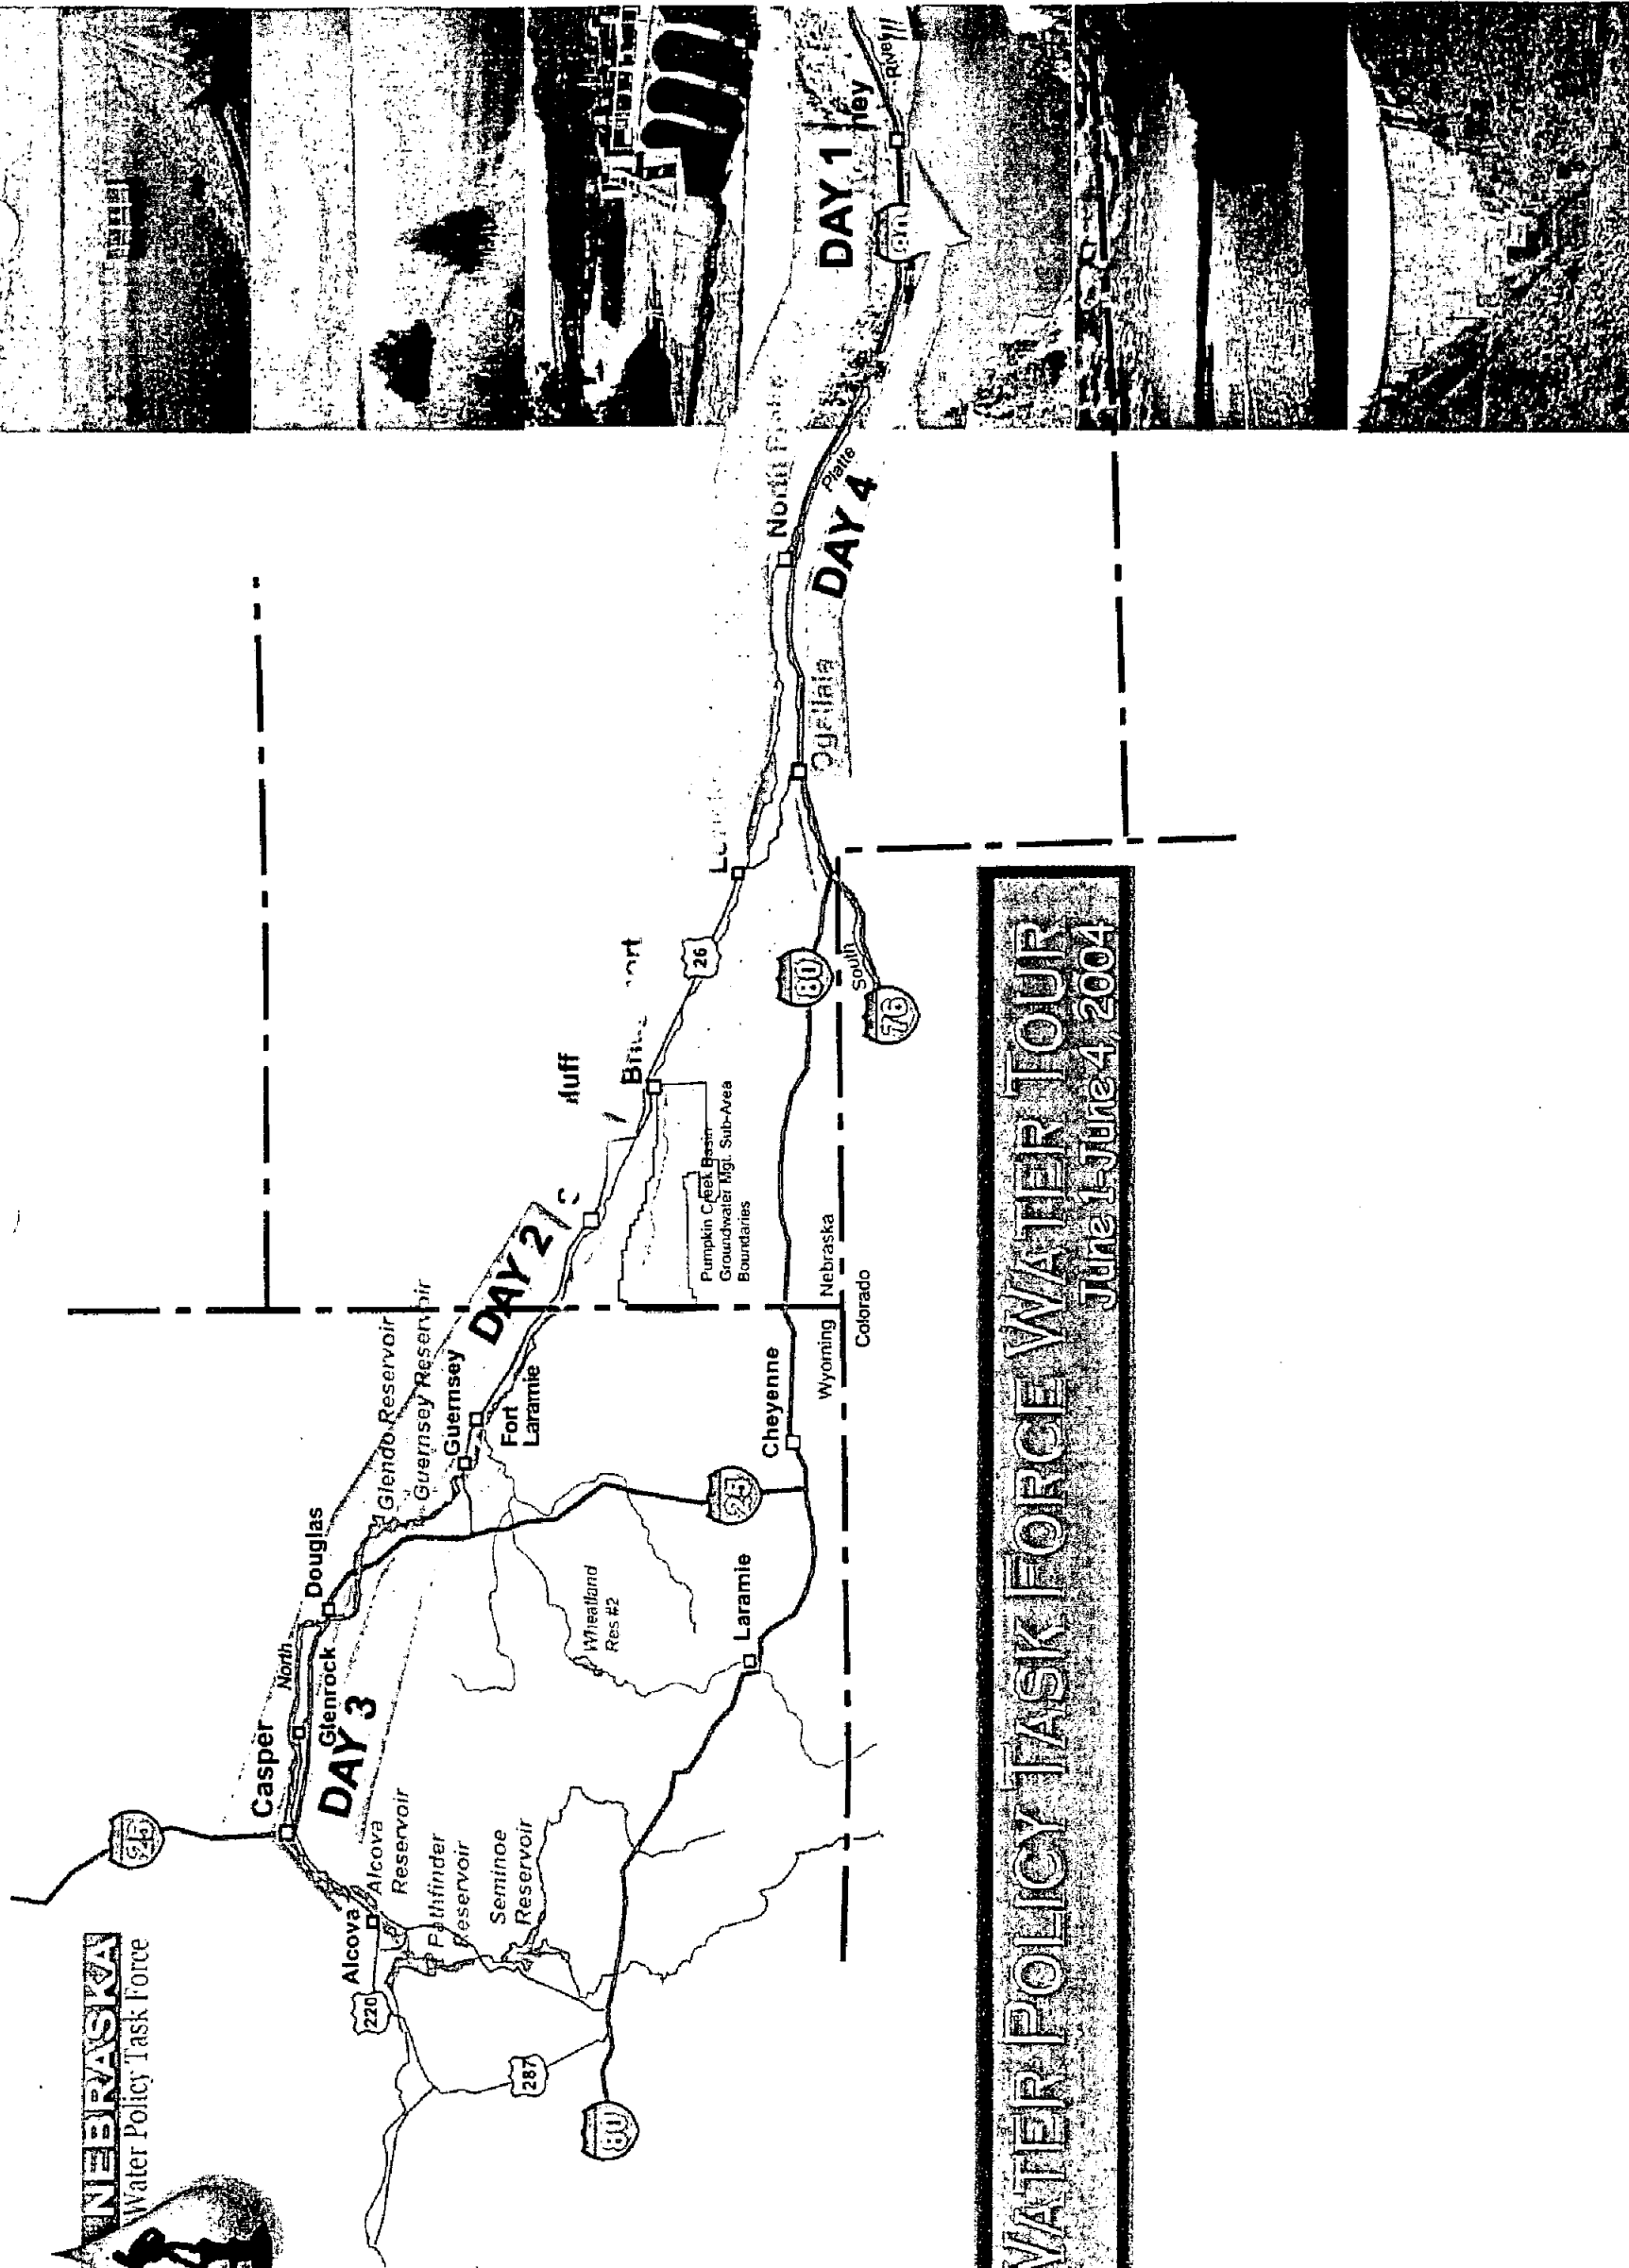 NEBRASKA
Water Policy Task Force
25
Casper
North
Glenrock
Douglas
DAY 3
Alcova
220
Alcova
Reservoir
Pathfinder
Reservoir
Seminoe
Reservoir
287
80
Glendo Reservoir
Guernsey Reservoir
Guernsey
Fort
Laramie
DAY 2
Wheatland
Res #2
Laramie
25
Cheyenne
Wyoming
Nebraska
Colorado
Pumpkin Creek Basin
Groundwater Mgt. Sub-Area
Boundaries
26
80
South
76
Ogallala
North Platte
Platte
DAY 4
DAY 1
80
River
WATER POLICY TASK FORCE WATER TOUR
June 1-June 4, 2004